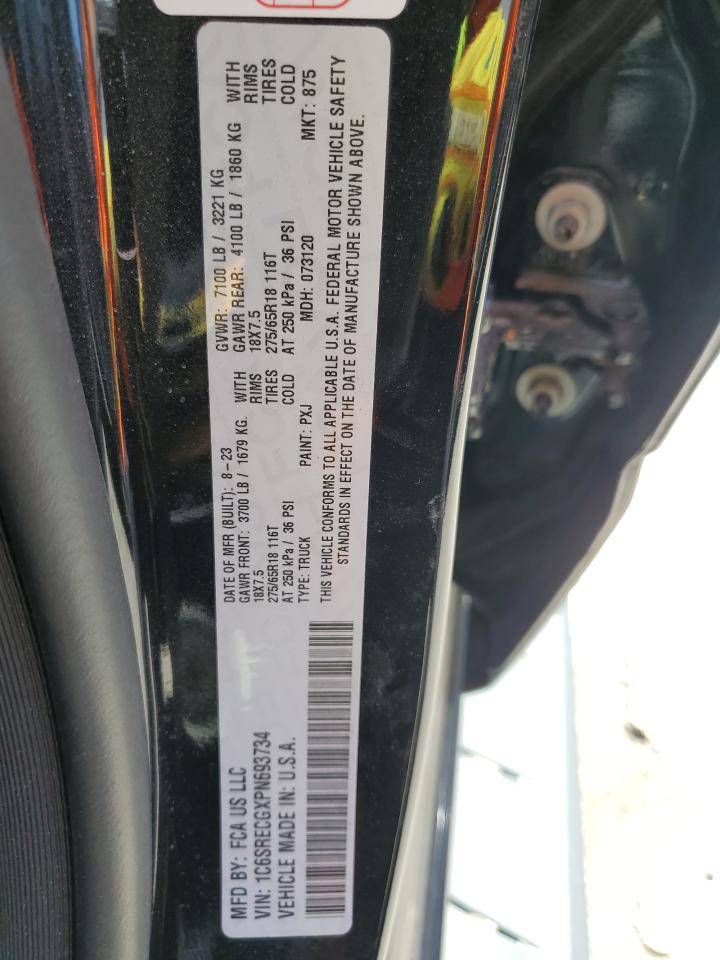 MFD BY: FCA US LLC
VIN: 1C6SRECGXPN693734
VEHICLE MADE IN: U.S.A.
DATE OF MFR (BUILT): 8-23
GAWR FRONT: 3700 LB / 1679 KG. WITH
18X7.5 RIMS
275/65R18 116T TIRES
AT 250 kPa / 36 PSI COLD
TYPE: TRUCK PAINT: PXJ
GVWR: 7100 LB / 3221 KG
GAWR REAR: 4100 LB / 1860 KG WITH
18X7.5 RIMS
275/65R18 116T TIRES
AT 250 kPa / 36 PSI COLD
MDH: 073120 MKT: 875
THIS VEHICLE CONFORMS TO ALL APPLICABLE U.S.A. FEDERAL MOTOR VEHICLE SAFETY
STANDARDS IN EFFECT ON THE DATE OF MANUFACTURE SHOWN ABOVE.